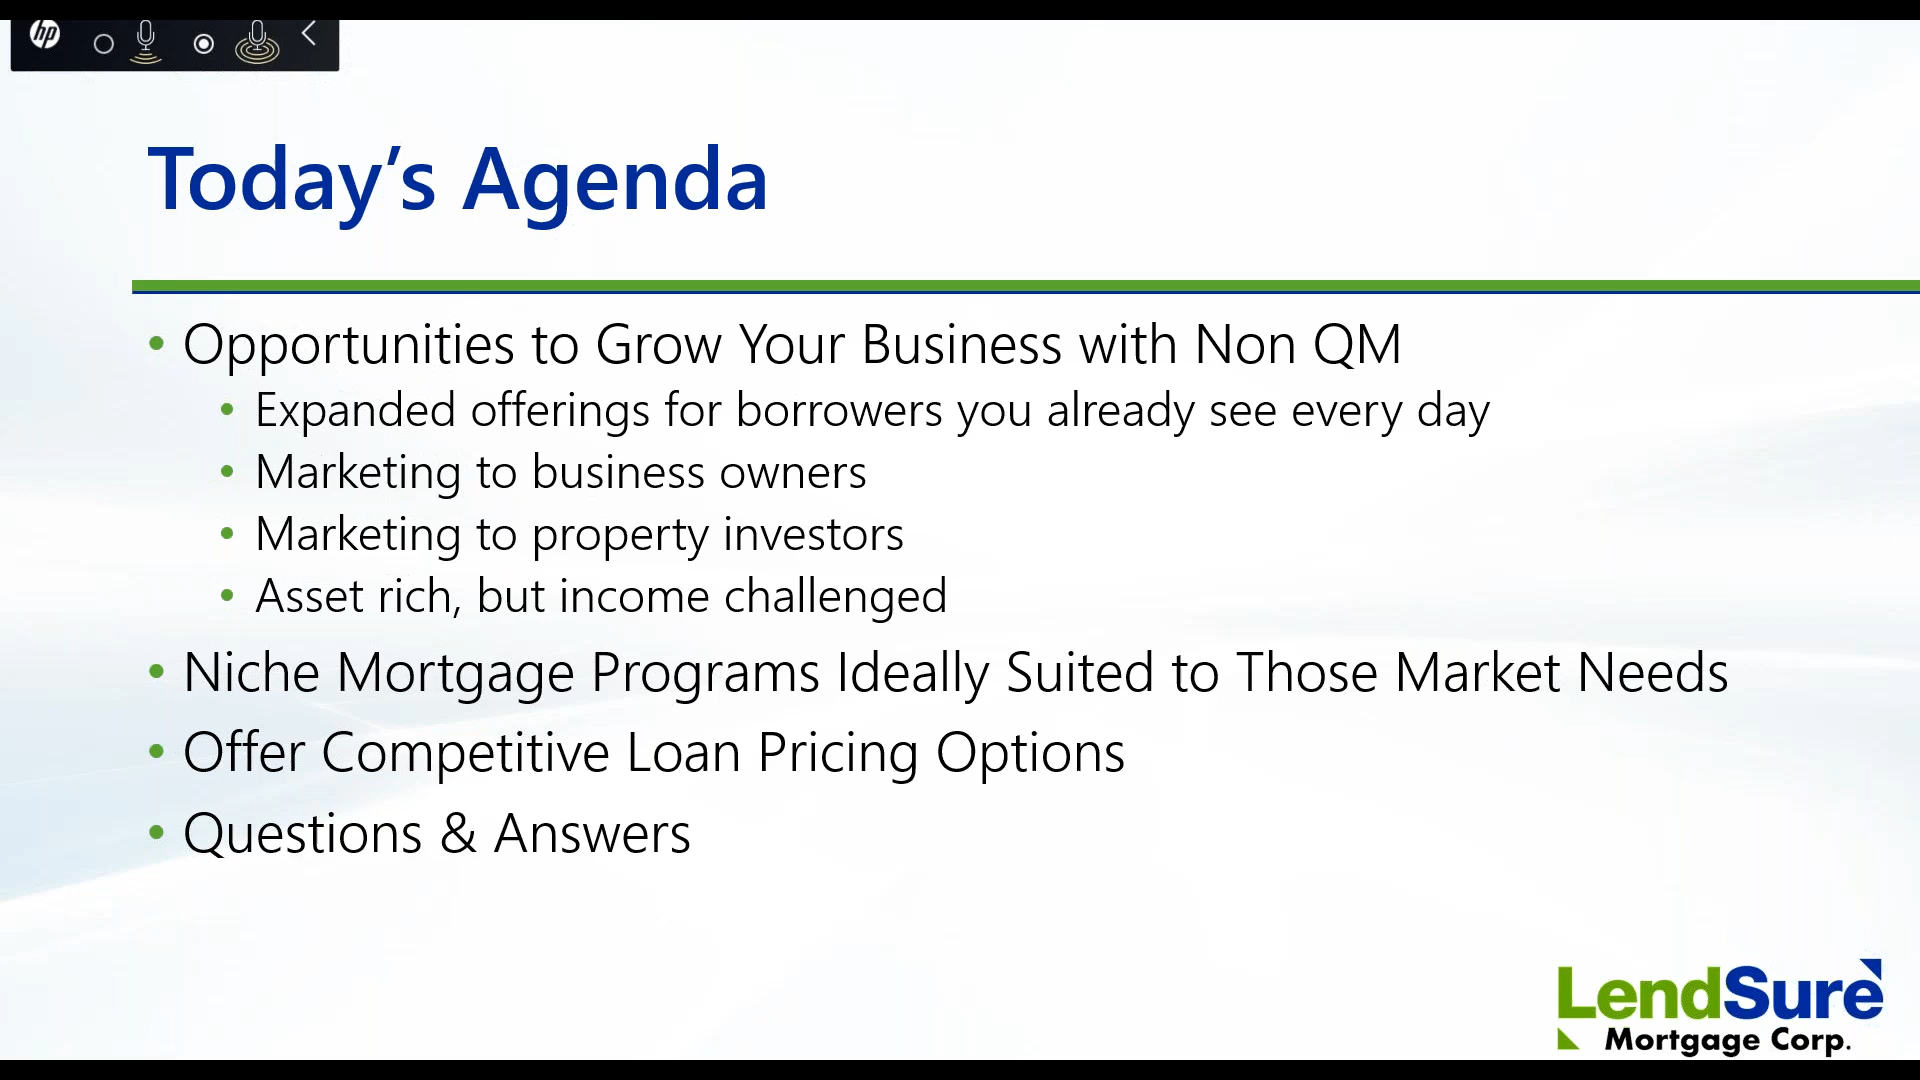 hp
Today's Agenda
• Opportunities to Grow Your Business with Non QM
• Expanded offerings for borrowers you already see every day
• Marketing to business owners
• Marketing to property investors
• Asset rich, but income challenged
• Niche Mortgage Programs Ideally Suited to Those Market Needs
• Offer Competitive Loan Pricing Options
• Questions & Answers
LendSure
Mortgage Corp.